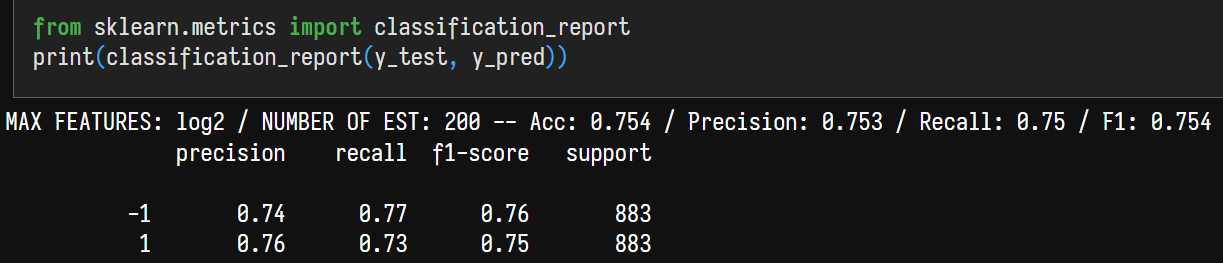 from sklearn.metrics import classification_report
print(classification_report(y_test, y_pred))
MAX FEATURES: log2 / NUMBER OF EST: 200 -- Acc: 0.754 / Precision: 0.753 / Recall: 0.75 / F1: 0.754
precision recall f1-score support
-1 0.74 0.77 0.76 883
1 0.76 0.73 0.75 883